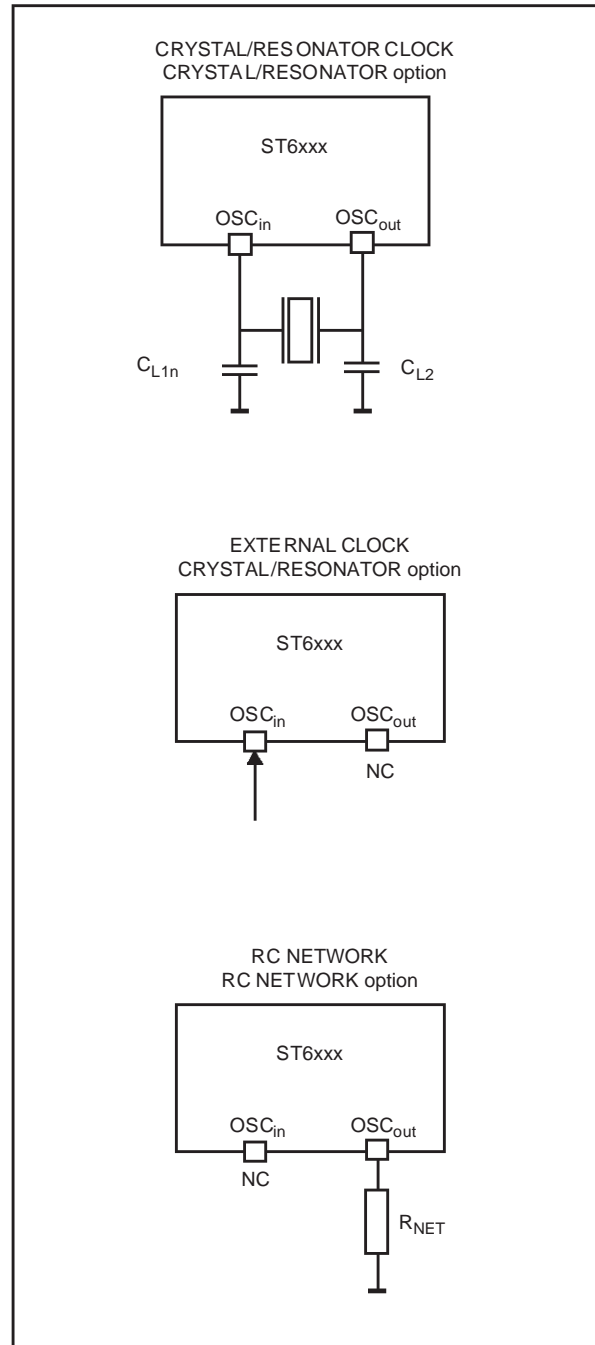 CRYSTAL/RESONATOR CLOCK
CRYSTAL/RESONATOR option
ST6xxx
OSCin OSCout
CL1n CL2
EXTERNAL CLOCK
CRYSTAL/RESONATOR option
ST6xxx
OSCin OSCout
NC
RC NETWORK
RC NETWORK option
ST6xxx
OSCin OSCout
NC
RNET